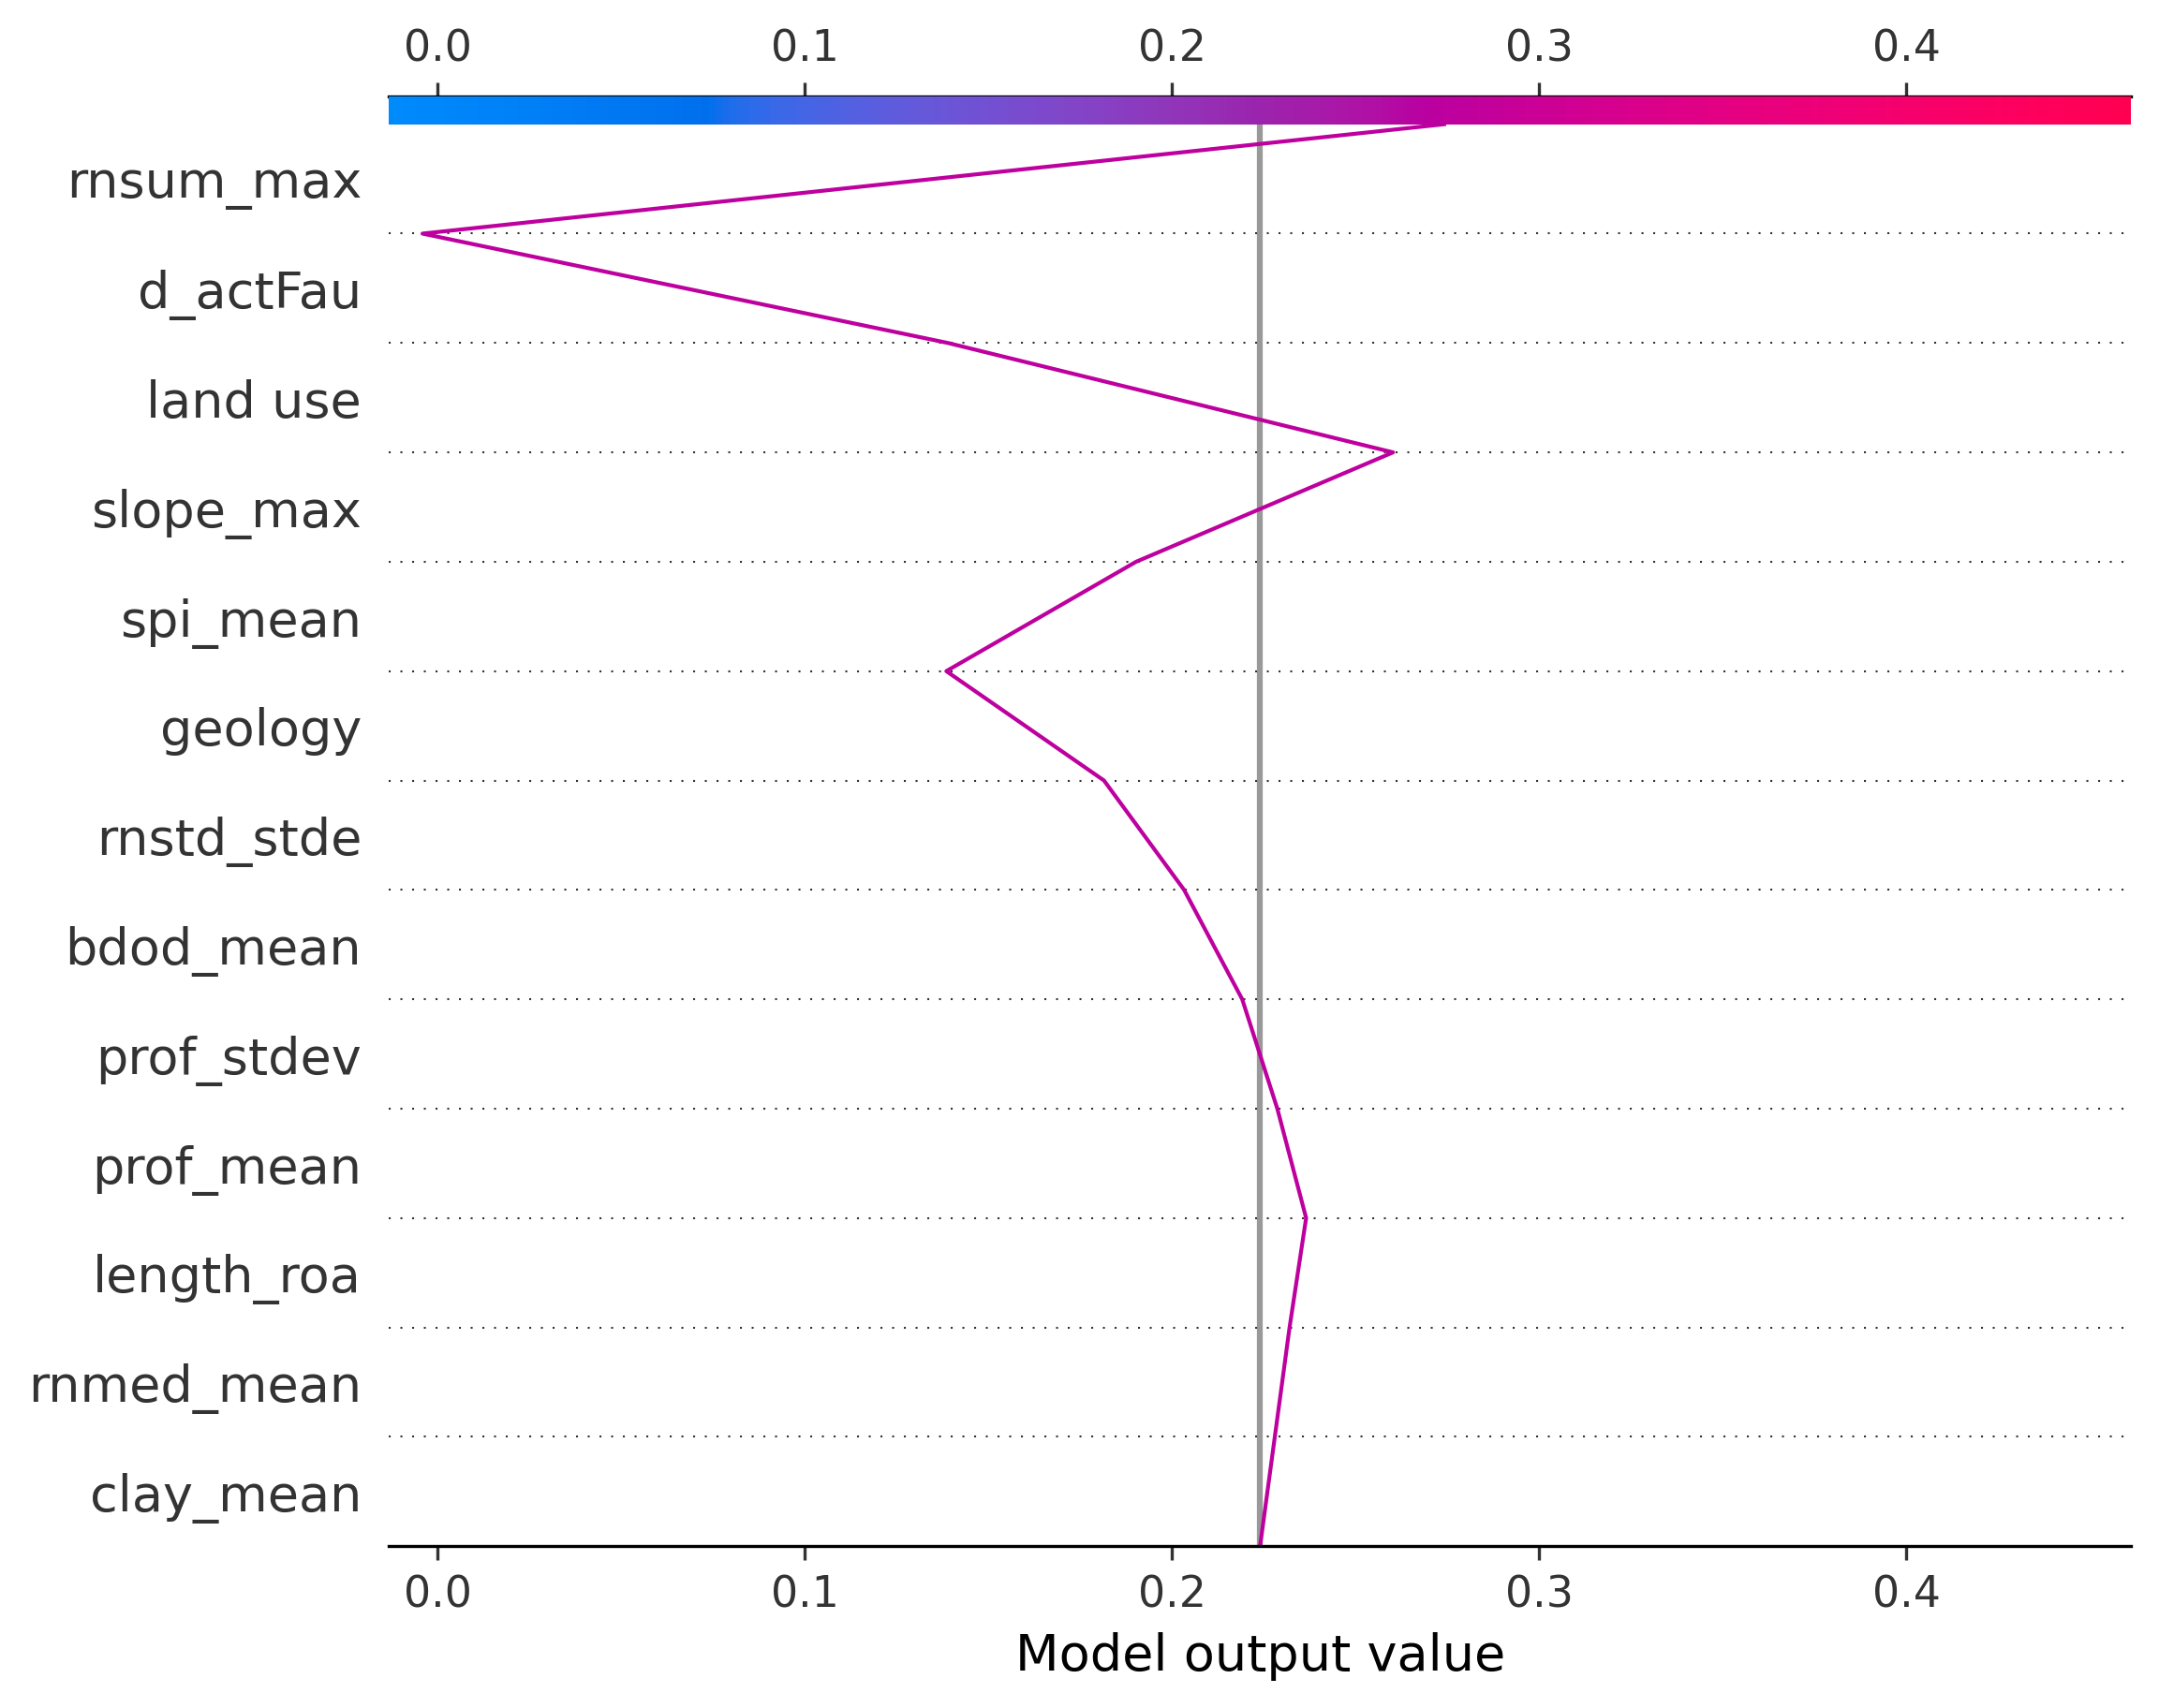 0.0 0.1 0.2 0.3 0.4
rnsum_max
d_actFau
land use
slope_max
spi_mean
geology
rnstd_stde
bdod_mean
prof_stdev
prof_mean
length_roa
rnmed_mean
clay_mean
0.0 0.1 0.2 0.3 0.4
Model output value